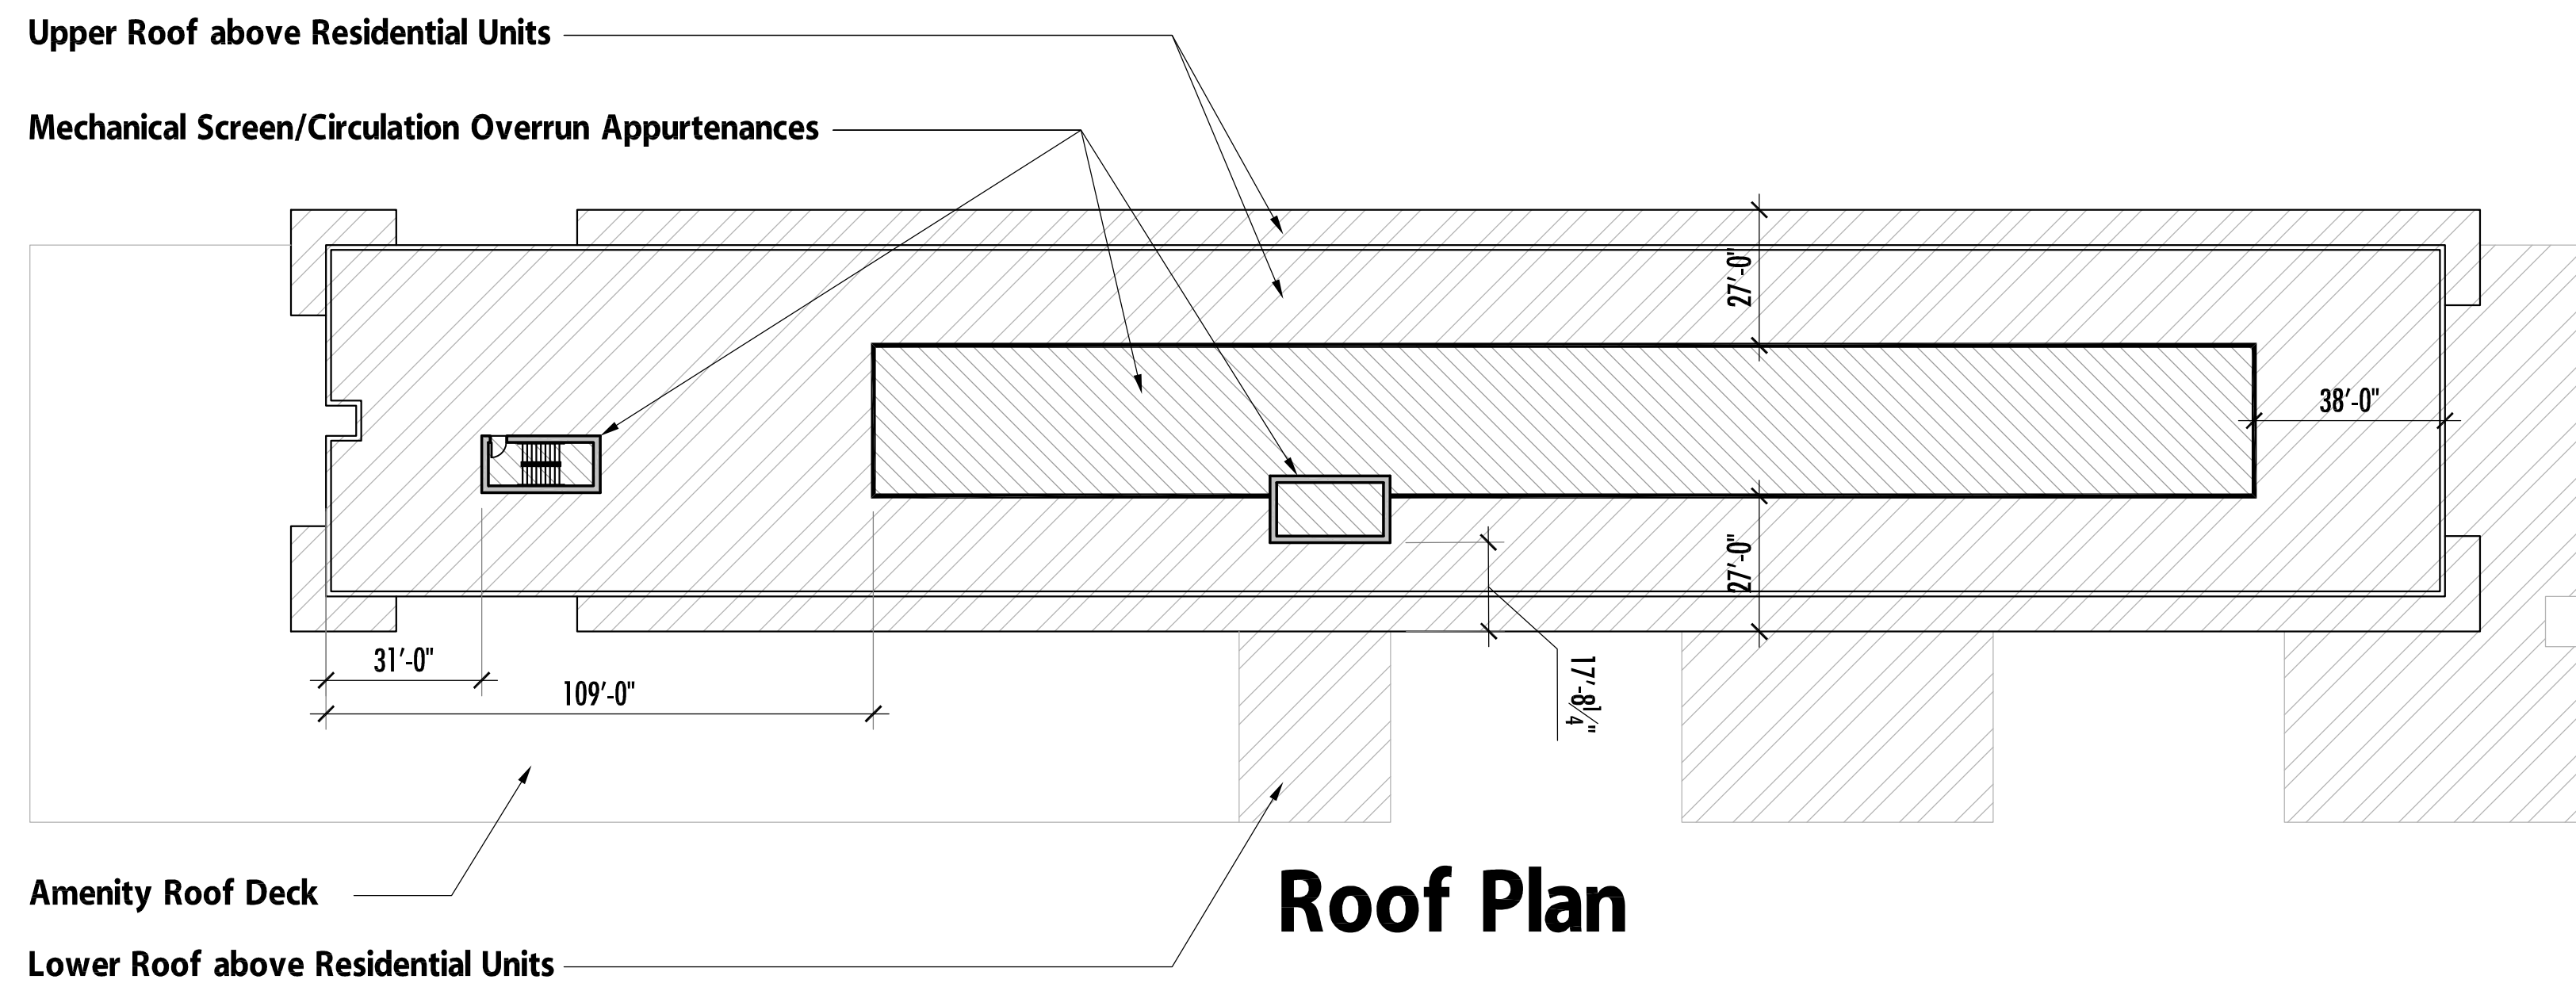 Upper Roof above Residential Units
Mechanical Screen/Circulation Overrun Appurtenances
27'-0"
38'-0"
27'-0"
31'-0"
109'-0"
17'-8¼"
Amenity Roof Deck
Roof Plan
Lower Roof above Residential Units